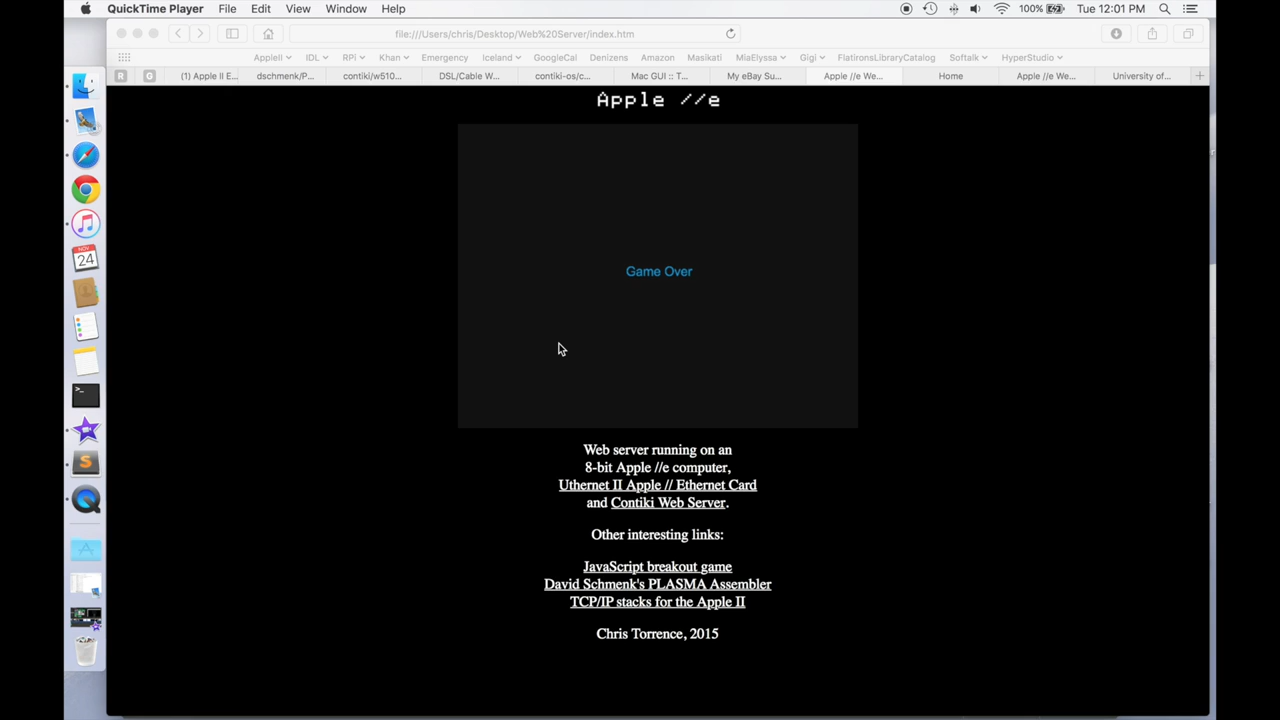 QuickTime Player File Edit View Window Help 100% Tue 12:01 PM
file:///Users/chris/Desktop/Web%20Server/index.htm
AppleII IDL RPi Khan Emergency Iceland GoogleCal Denizens Amazon Masikati MiaElyssa Gigi FlatironsLibraryCatalog Softalk HyperStudio
R G (1) Apple II E... dschmenk/P... contiki/w510... DSL/Cable W... contiki-os/c... Mac GUI :: T... My eBay Su... Apple //e We... Home Apple //e We... University of...
Apple //e
NOV
24
Game Over
Web server running on an
8-bit Apple //e computer,
Uthernet II Apple // Ethernet Card
and Contiki Web Server.
Other interesting links:
JavaScript breakout game
David Schmenk's PLASMA Assembler
TCP/IP stacks for the Apple II
Chris Torrence, 2015